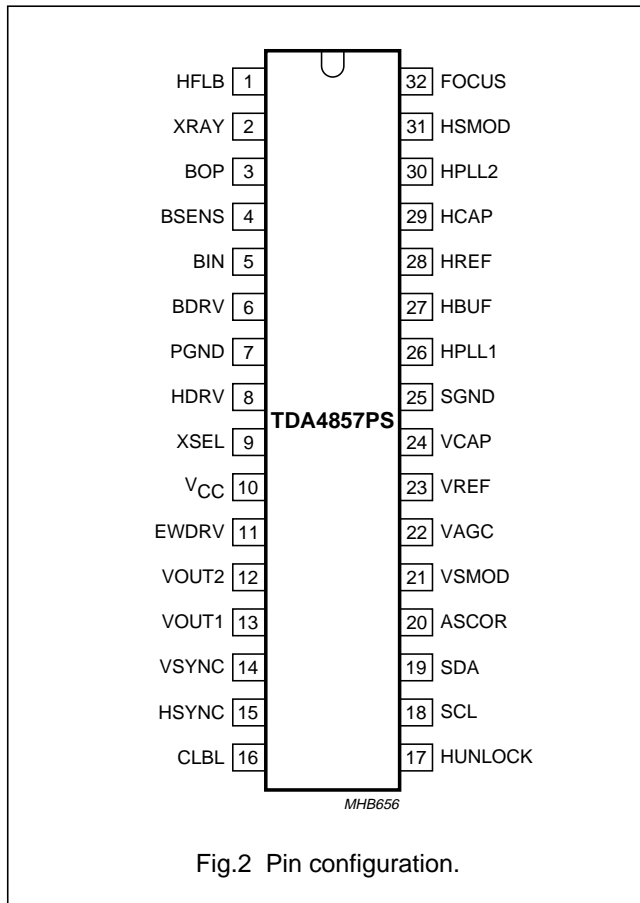 HFLB 1 32 FOCUS
XRAY 2 31 HSMOD
BOP 3 30 HPLL2
BSENS 4 29 HCAP
BIN 5 28 HREF
BDRV 6 27 HBUF
PGND 7 26 HPLL1
HDRV 8 25 SGND
TDA4857PS
XSEL 9 24 VCAP
VCC 10 23 VREF
EWDRV 11 22 VAGC
VOUT2 12 21 VSMOD
VOUT1 13 20 ASCOR
VSYNC 14 19 SDA
HSYNC 15 18 SCL
CLBL 16 17 HUNLOCK
MHB656
Fig.2 Pin configuration.